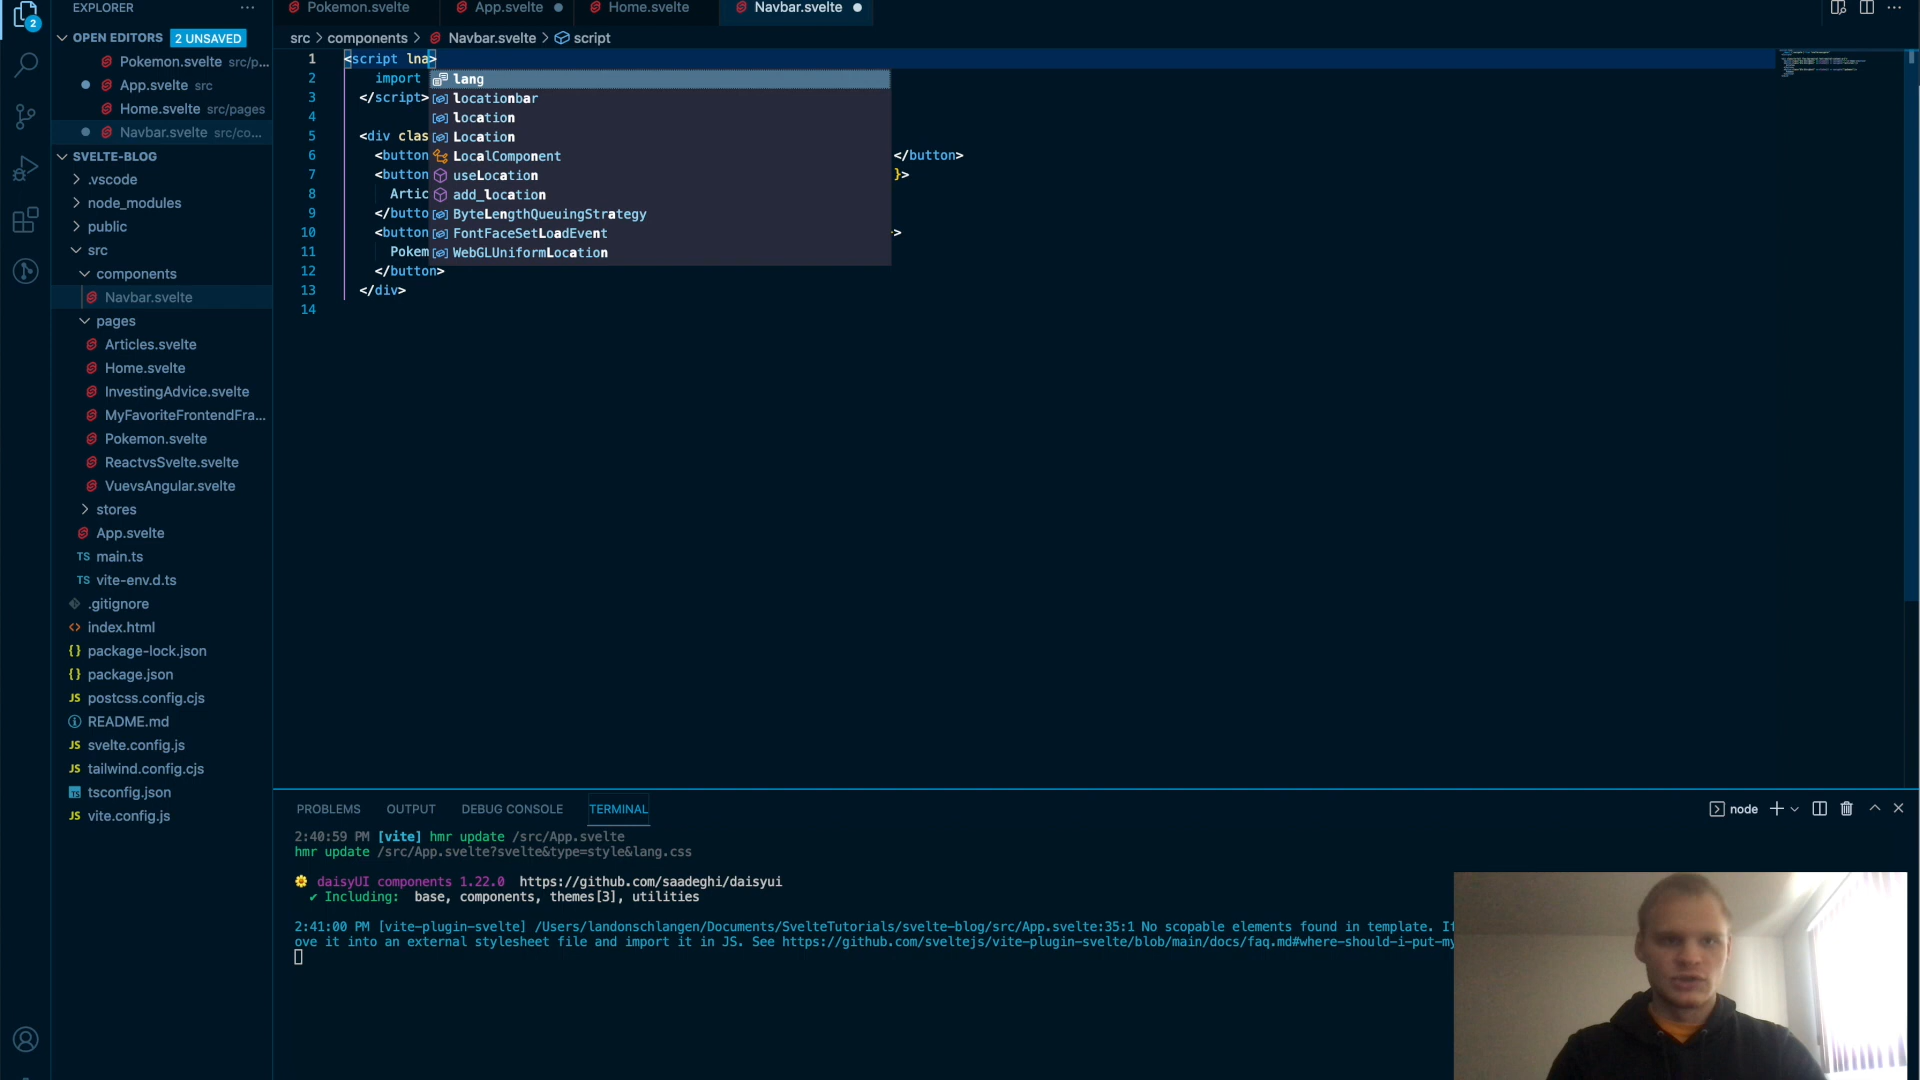 EXPLORER
2
OPEN EDITORS 2 UNSAVED
Pokemon.svelte src/p...
App.svelte src
Home.svelte src/pages
Navbar.svelte src/co...
SVELTE-BLOG
.vscode
node_modules
public
src
components
Navbar.svelte
pages
Articles.svelte
Home.svelte
InvestingAdvice.svelte
MyFavoriteFrontendFra...
Pokemon.svelte
ReactvsSvelte.svelte
VuevsAngular.svelte
stores
App.svelte
TS main.ts
TS vite-env.d.ts
.gitignore
<> index.html
{} package-lock.json
{} package.json
JS postcss.config.cjs
README.md
JS svelte.config.js
JS tailwind.config.cjs
TS tsconfig.json
JS vite.config.js
Pokemon.svelte App.svelte Home.svelte Navbar.svelte
src > components > Navbar.svelte > script
1 <script lna>
2 import
3 </script>
4
5 <div clas
6 <button </button>
7 <button }>
8 Artic
9 </butto
10 <button >
11 Pokem
12 </button>
13 </div>
14
lang
locationbar
location
Location
LocalComponent
useLocation
add_location
ByteLengthQueuingStrategy
FontFaceSetLoadEvent
WebGLUniformLocation
PROBLEMS OUTPUT DEBUG CONSOLE TERMINAL
node
2:40:59 PM [vite] hmr update /src/App.svelte
hmr update /src/App.svelte?svelte&type=style&lang.css
daisyUI components 1.22.0 https://github.com/saadeghi/daisyui
✔ Including: base, components, themes[3], utilities
2:41:00 PM [vite-plugin-svelte] /Users/landonschlangen/Documents/SvelteTutorials/svelte-blog/src/App.svelte:35:1 No scopable elements found in template. If
ove it into an external stylesheet file and import it in JS. See https://github.com/sveltejs/vite-plugin-svelte/blob/main/docs/faq.md#where-should-i-put-my